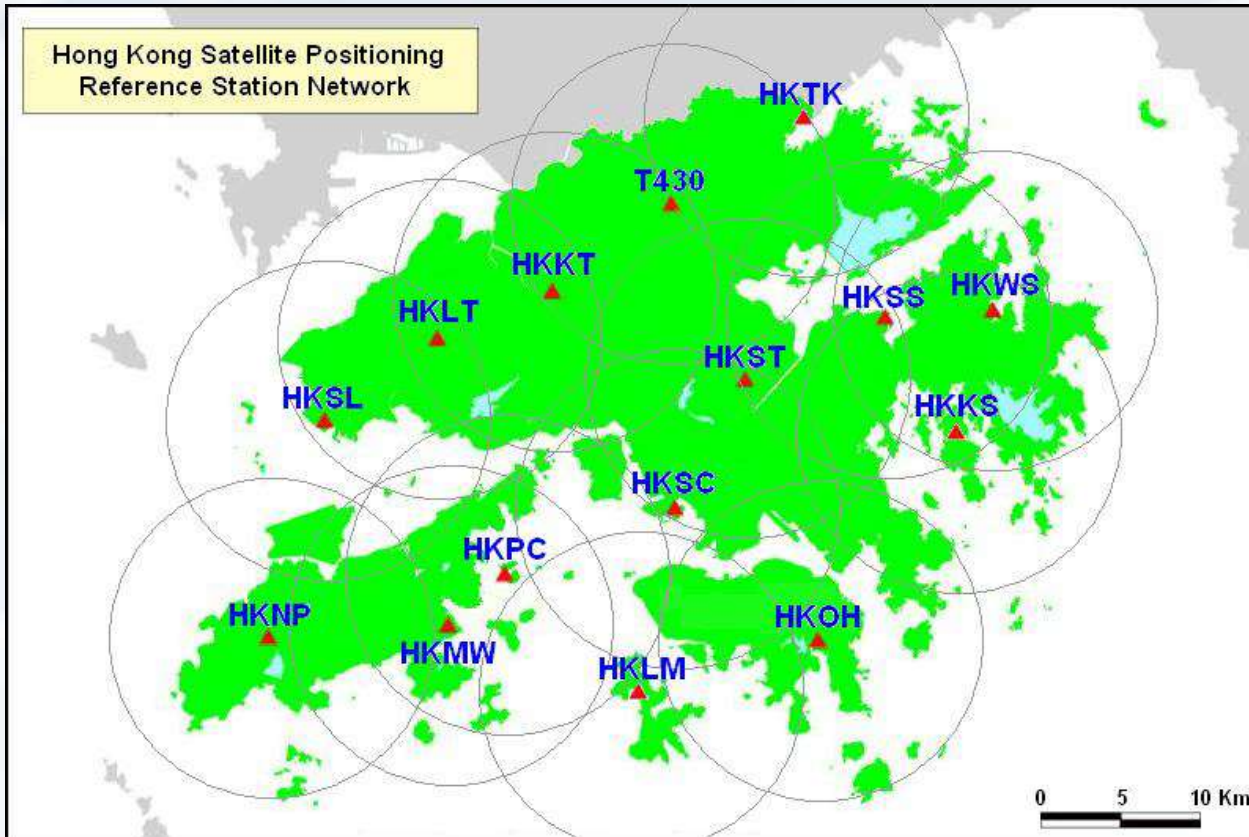 Hong Kong Satellite Positioning
Reference Station Network
HKTK
T430
HKKT
HKSS
HKWS
HKLT
HKST
HKSL
HKKS
HKSC
HKPC
HKNP
HKOH
HKMW
HKLM
0 5 10 Km